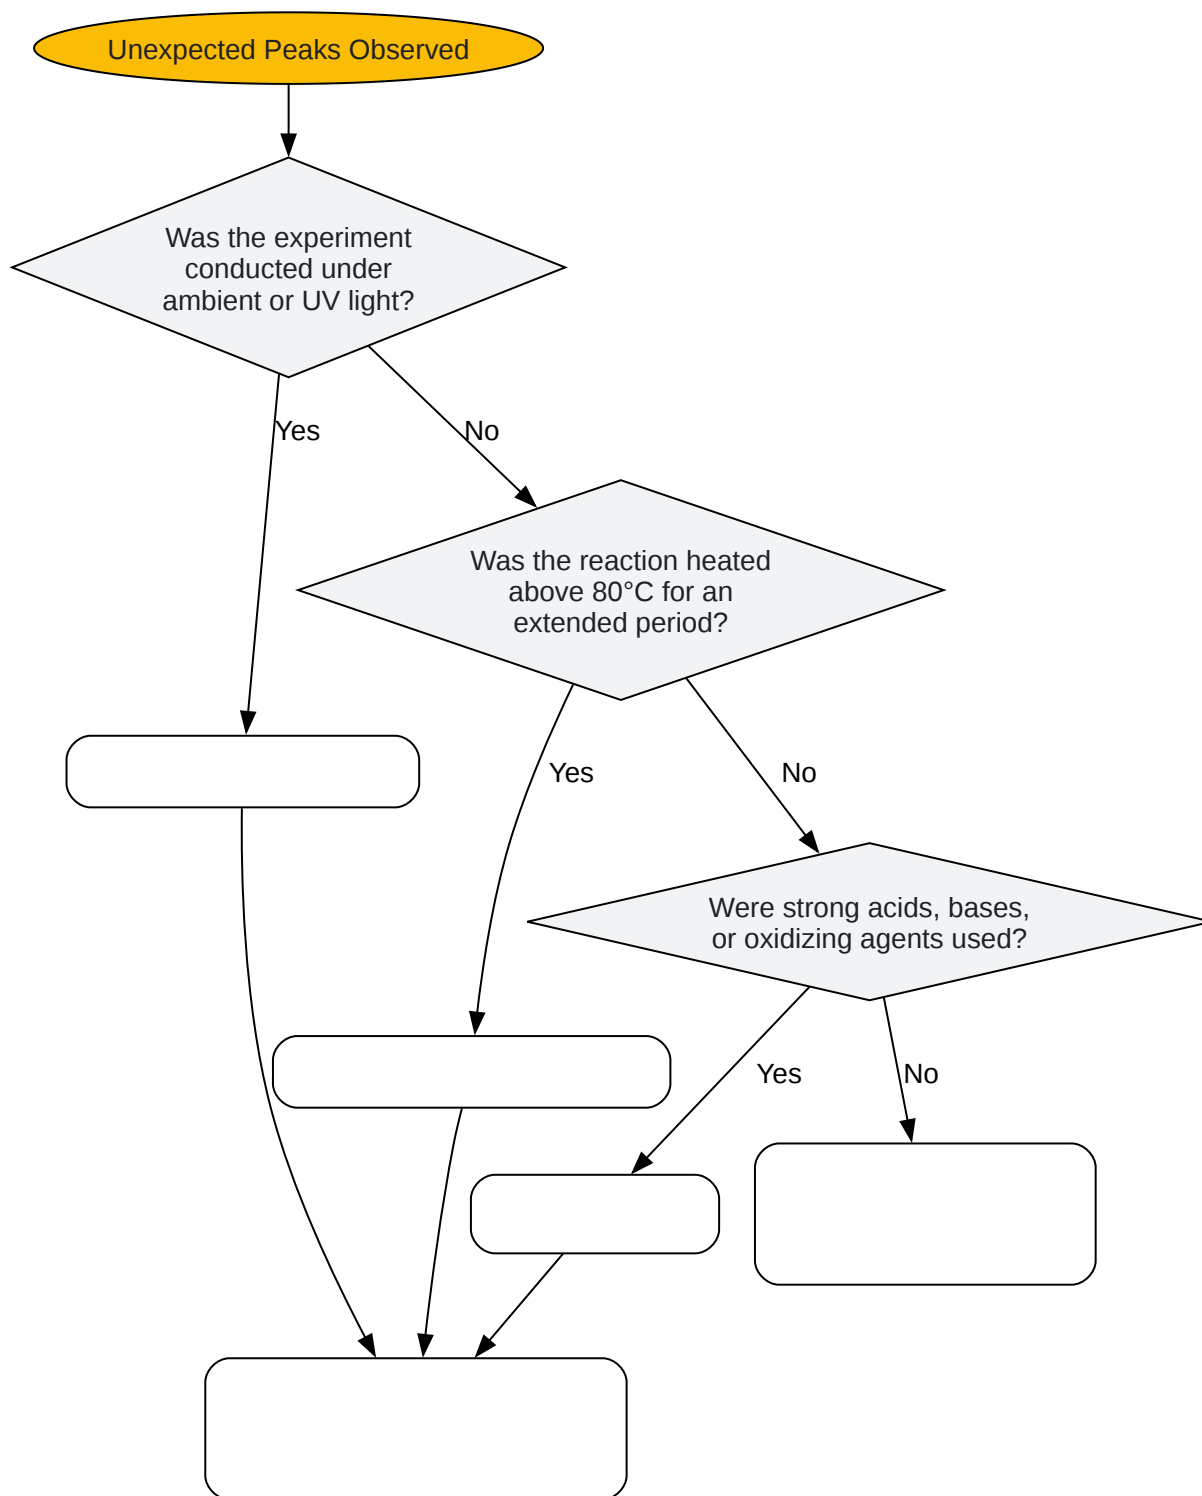 Unexpected Peaks Observed
Was the experiment
conducted under
ambient or UV light?
Yes
No
Was the reaction heated
above 80°C for an
extended period?
Yes
No
Were strong acids, bases,
or oxidizing agents used?
Yes
No